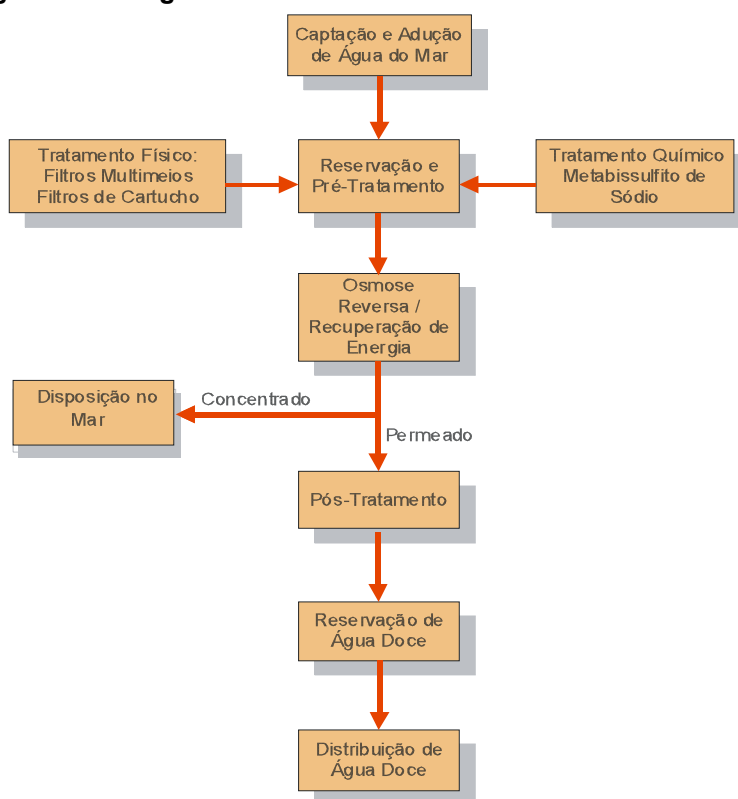 Captação e Adução
de Água do Mar
Tratamento Físico:
Filtros Multimeios
Filtros de Cartucho
Reservação e
Pré-Tratamento
Tratamento Químico
Metabissulfito de
Sódio
Osmose
Reversa /
Recuperação de
Energia
Disposição no
Mar
Concentrado
Permeado
Pós-Tratamento
Reservação de
Água Doce
Distribuição de
Água Doce